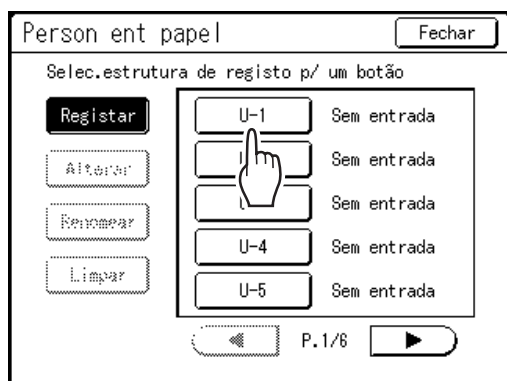 Person ent papel Fechar
Selec.estrutura de registo p/ um botão
Registar U-1 Sem entrada
Alterar Sem entrada
Renomear Sem entrada
U-4 Sem entrada
Limpar U-5 Sem entrada
P.1/6